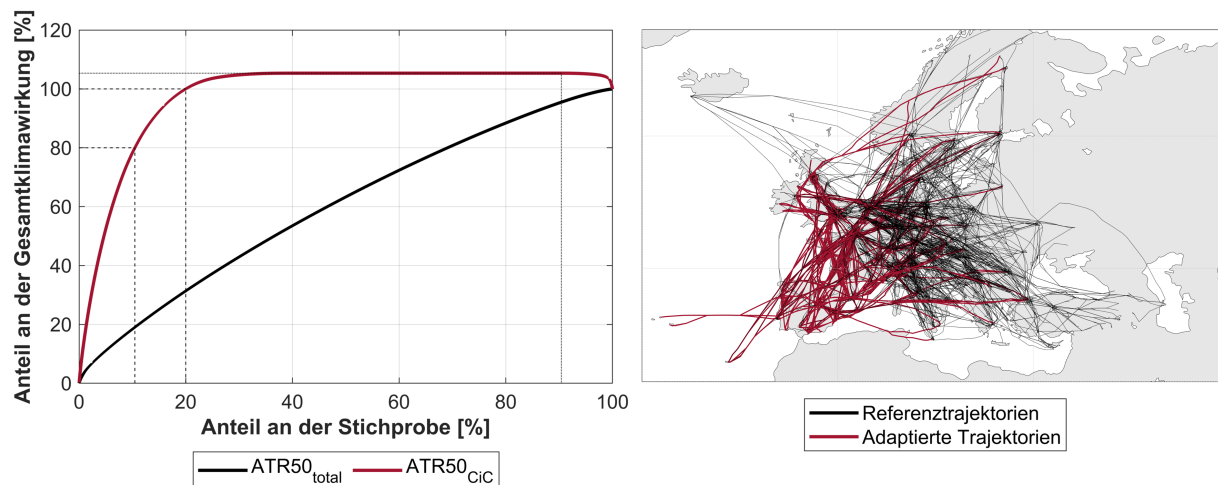 Anteil an der Gesamtklimawirkung [%]
120
100
80
60
40
20
0
0 20 40 60 80 100
Anteil an der Stichprobe [%]
ATR50total ATR50CiC
Referenztrajektorien
Adaptierte Trajektorien